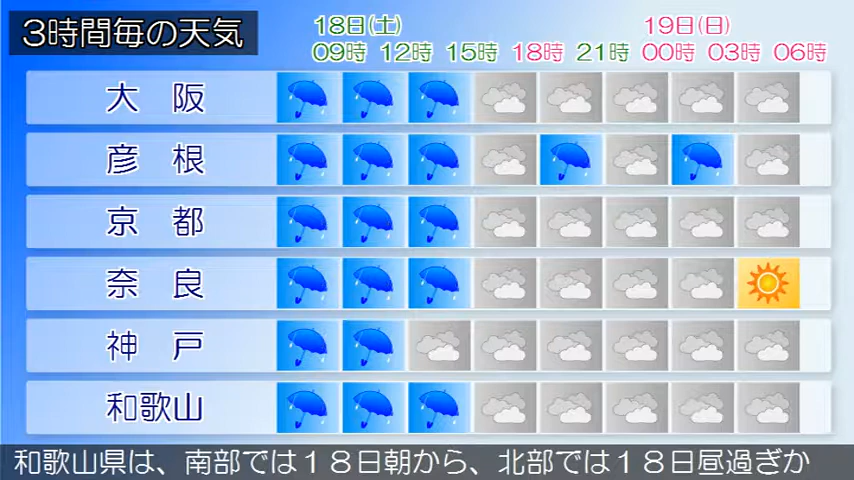 3時間毎の天気
18日(土) 19日(日)
09時 12時 15時 18時 21時 00時 03時 06時
大阪
彦根
京都
奈良
神戸
和歌山
和歌山県は、南部では１８日朝から、北部では１８日昼過ぎか